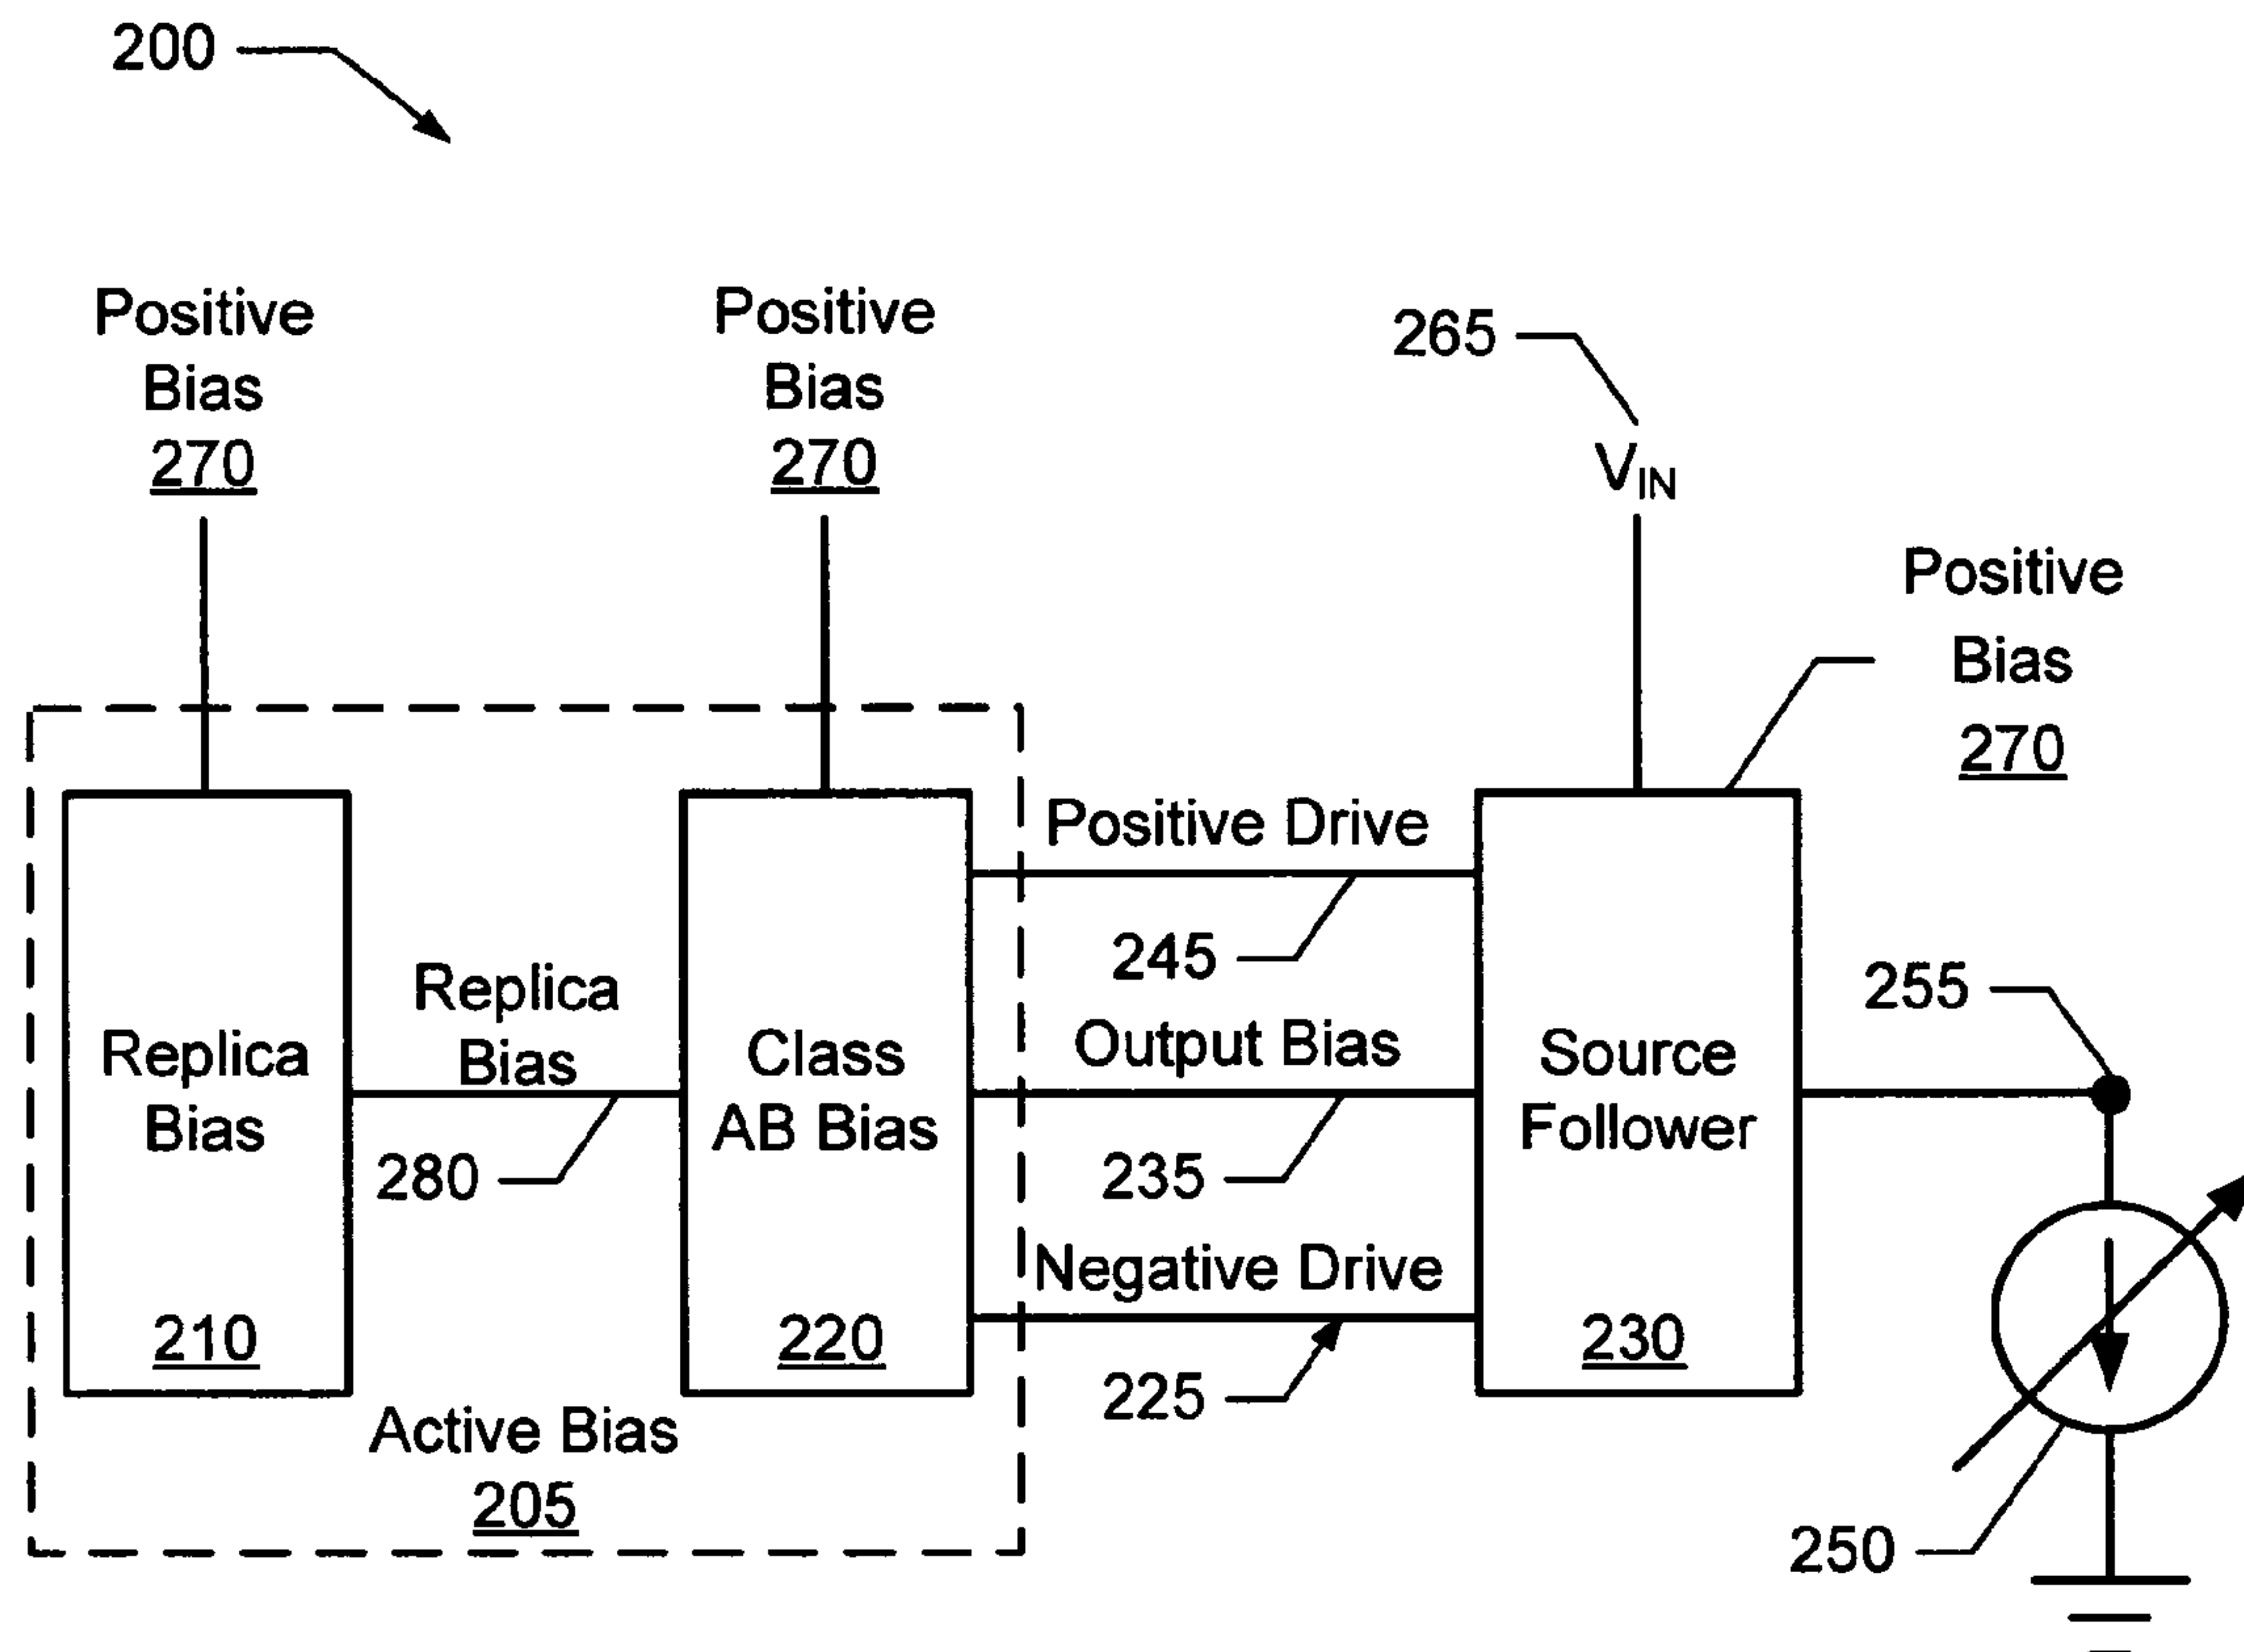 200
Positive
Bias
270
Positive
Bias
270
265
VIN
Positive
Bias
270
Positive Drive
245
Replica
Bias
280
Output Bias
235
255
Replica
Bias
210
Class
AB Bias
220
Source
Follower
230
Negative Drive
225
Active Bias
205
250